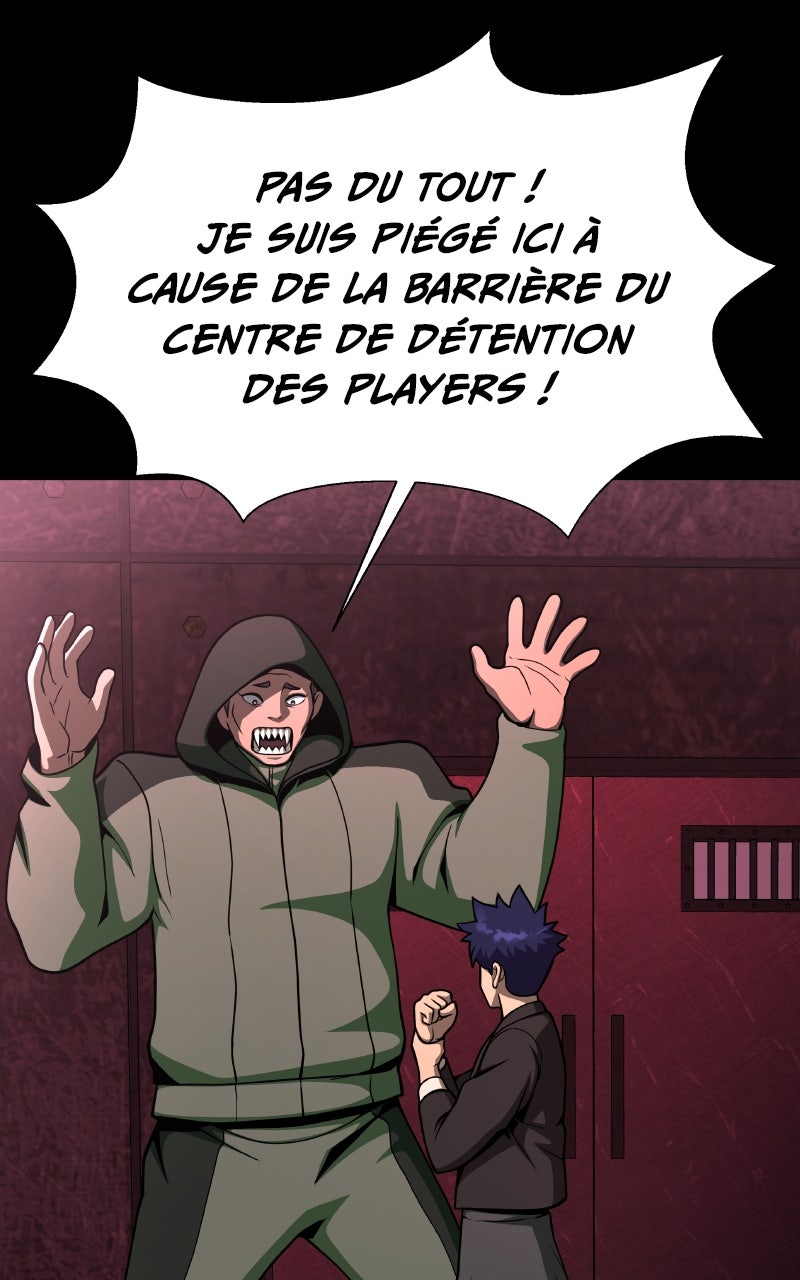 PAS DU TOUT !
JE SUIS PIÉGÉ ICI À
CAUSE DE LA BARRIÈRE DU
CENTRE DE DÉTENTION
DES PLAYERS !